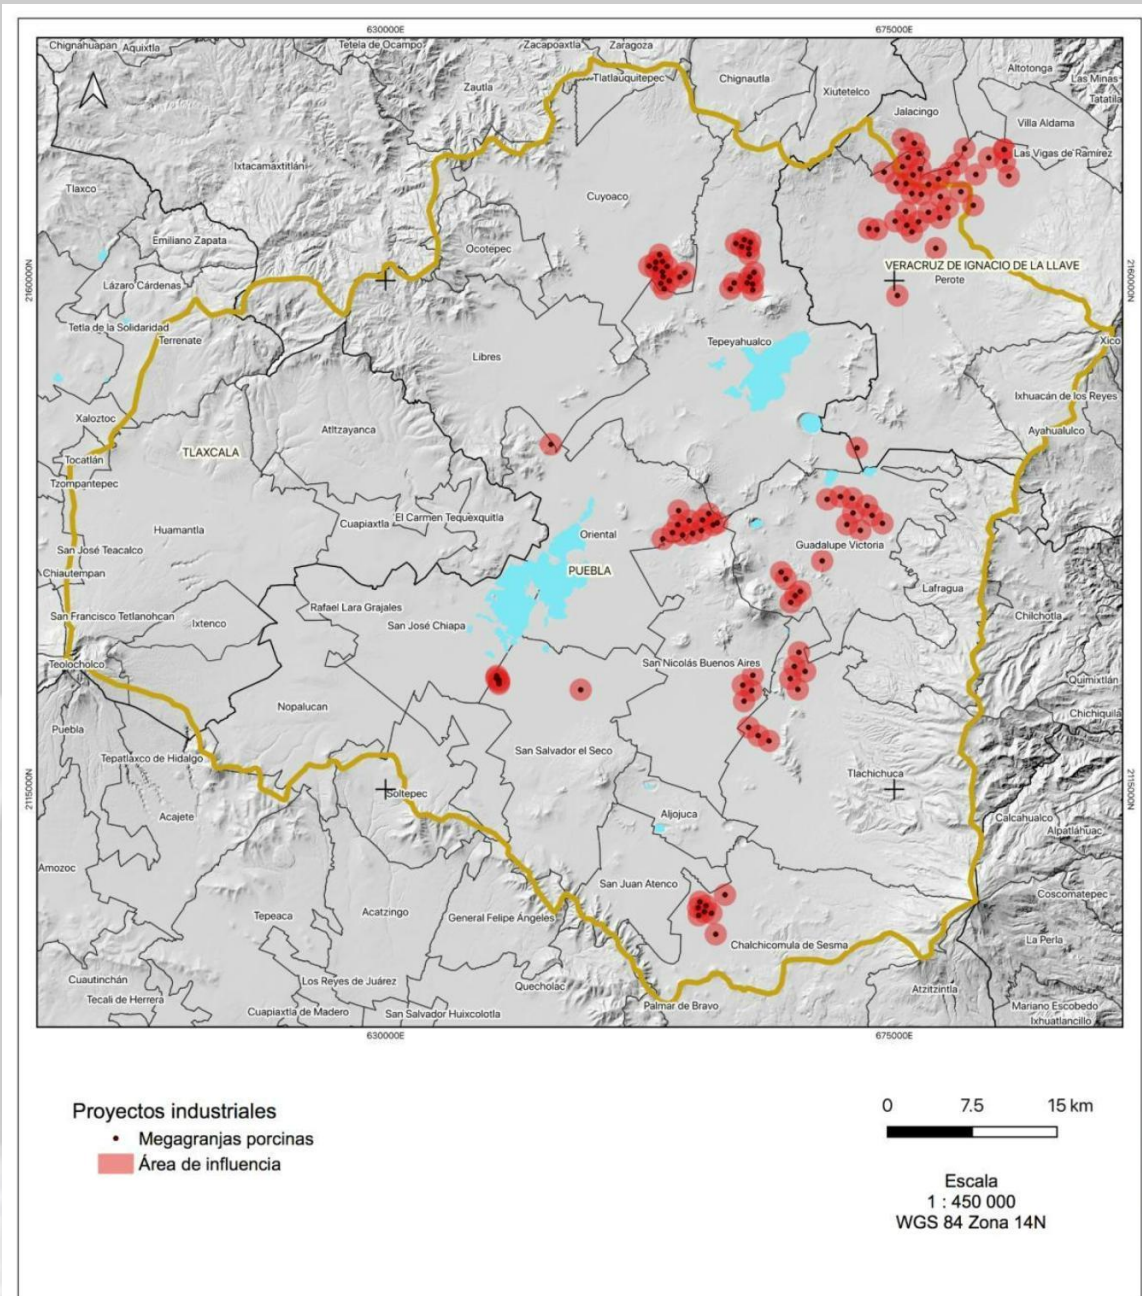 630000E
675000E
Chignahuapan
Aquixtla
Tetela de Ocampo
Zacapoaxtla
Zaragoza
Tlatlauquitepec
Chignautla
Altotonga
Las Minas
Tatatila
Zautla
Xiutetelco
Jalacingo
Villa Aldama
Las Vigas de Ramírez
Ixtacamaxtitlán
Tlaxco
Cuyoaco
Emiliano Zapata
Ocotepec
2160000N
VERACRUZ DE IGNACIO DE LA LLAVE
2160000N
Lázaro Cárdenas
Perote
Tetla de la Solidaridad
Terrenate
Tepeyahualco
Xico
Libres
Ixhuacán de los Reyes
Xaloztoc
Atltzayanca
Ayahualulco
TLAXCALA
Tocatlán
Tzompantepec
El Carmen Tequexquitla
Cuapiaxtla
Huamantla
Oriental
Guadalupe Victoria
San José Teacalco
PUEBLA
Chiautempan
Lafragua
Rafael Lara Grajales
San Francisco Tetlanohcan
Chilchotla
Ixtenco
San José Chiapa
Teolocholco
San Nicolás Buenos Aires
Quimixtlán
Nopalucan
Chichiquila
Puebla
San Salvador el Seco
Tepatlaxco de Hidalgo
Tlachichuca
2115000N
2115000N
Soltepec
Acajete
Aljojuca
Calcahualco
Alpatláhuac
Amozoc
San Juan Atenco
Coscomatepec
Tepeaca
Acatzingo
General Felipe Ángeles
La Perla
Chalchicomula de Sesma
Cuautinchán
Los Reyes de Juárez
Quecholac
Atzitzintla
Tecali de Herrera
Cuapiaxtla de Madero
San Salvador Huixcolotla
Palmar de Bravo
Mariano Escobedo
Ixhuatlancillo
630000E
675000E
Proyectos industriales
Megagranjas porcinas
Área de influencia
0 7.5 15 km
Escala
1 : 450 000
WGS 84 Zona 14N